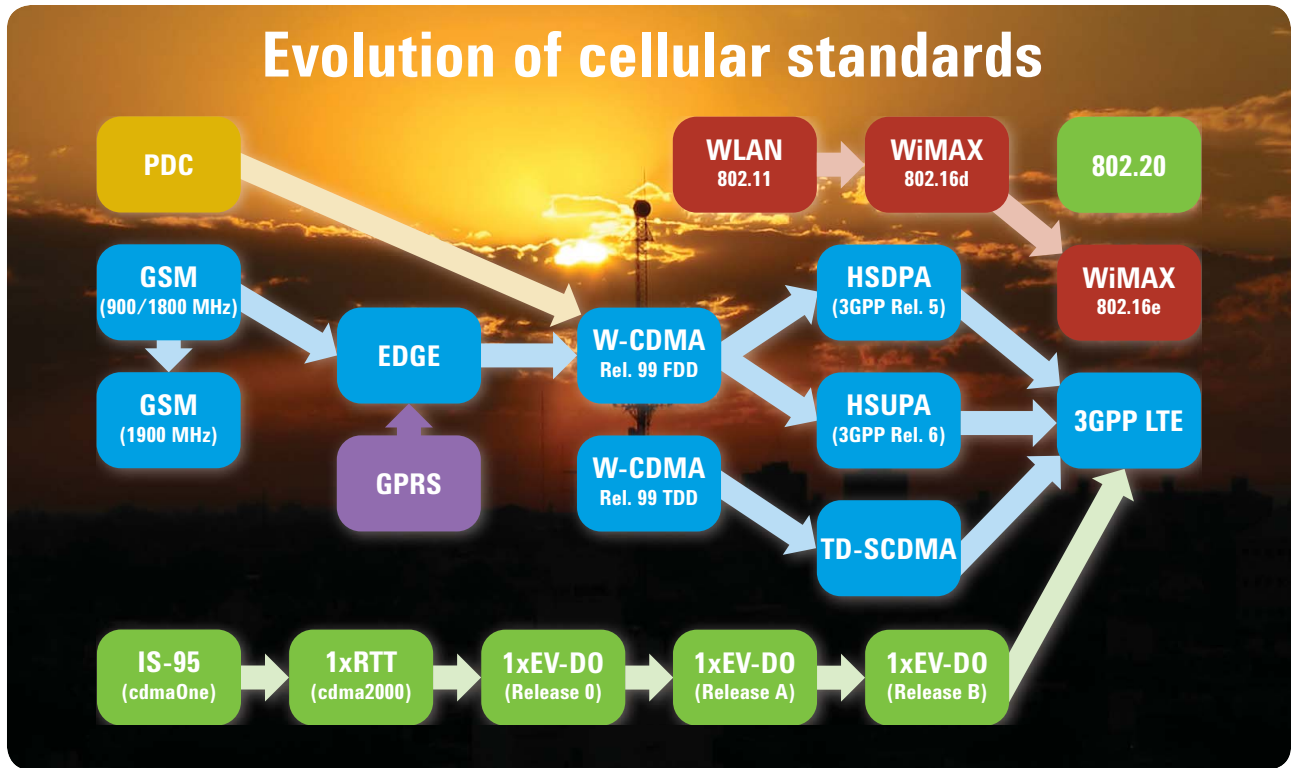 Evolution of cellular standards
PDC
WLAN
802.11
WiMAX
802.16d
802.20
GSM
(900/1800 MHz)
EDGE
W-CDMA
Rel. 99 FDD
HSDPA
(3GPP Rel. 5)
WiMAX
802.16e
GSM
(1900 MHz)
GPRS
W-CDMA
Rel. 99 TDD
HSUPA
(3GPP Rel. 6)
3GPP LTE
TD-SCDMA
IS-95
(cdmaOne)
1xRTT
(cdma2000)
1xEV-DO
(Release 0)
1xEV-DO
(Release A)
1xEV-DO
(Release B)